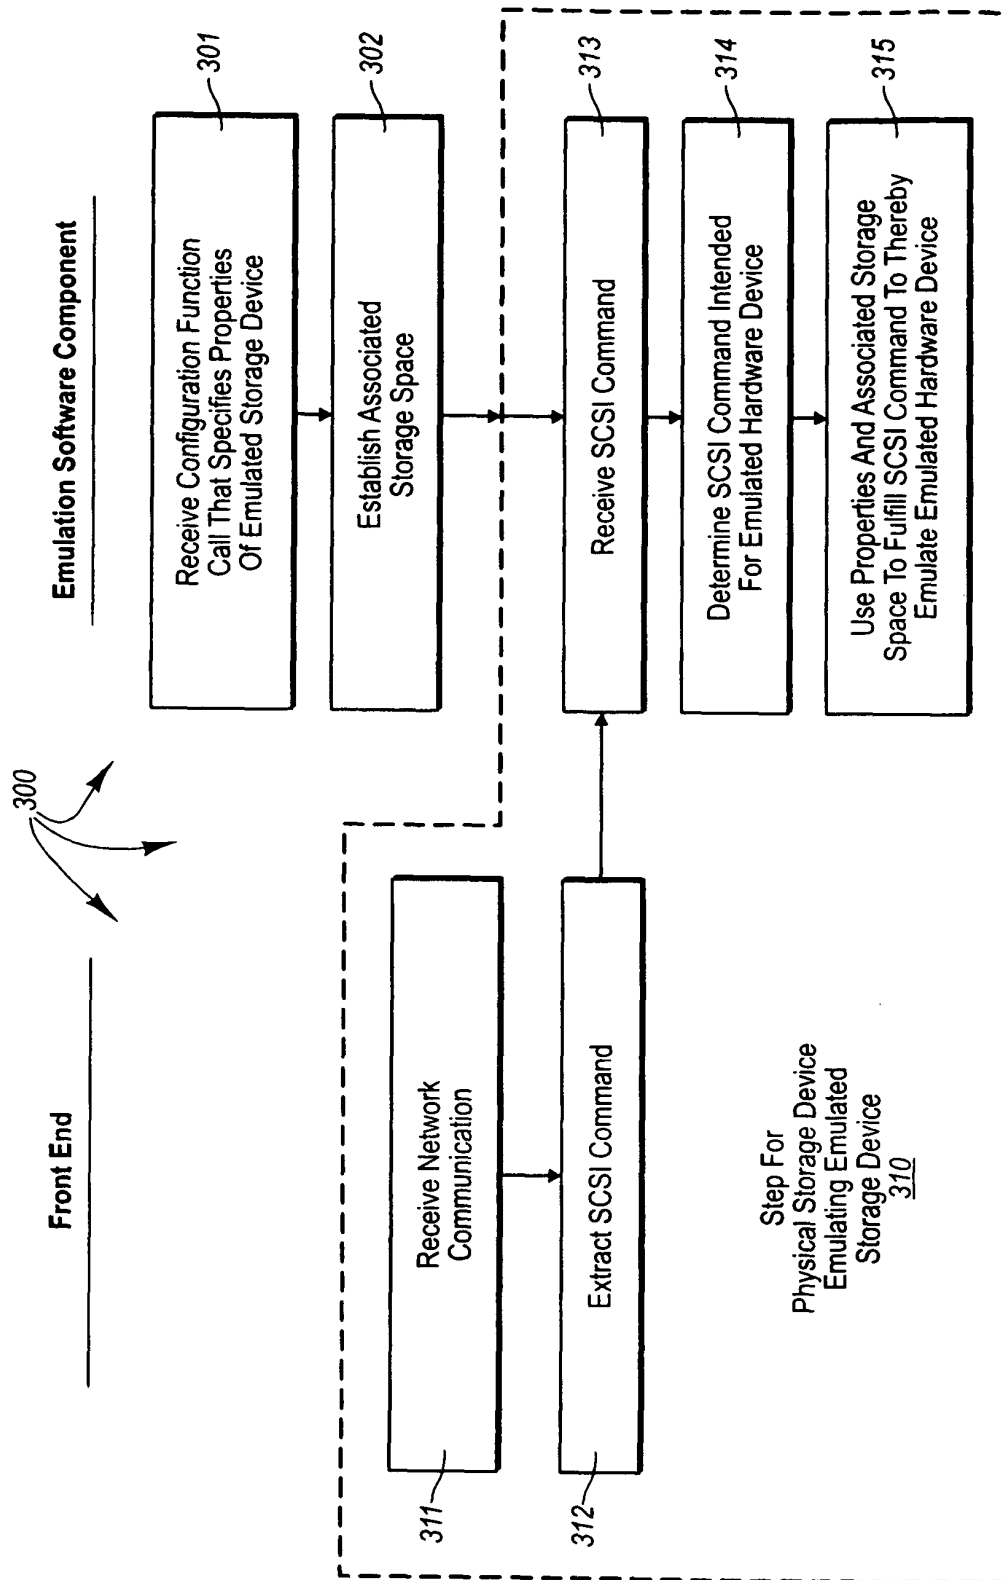 300
Front End
Emulation Software Component
Receive Configuration Function
Call That Specifies Properties
Of Emulated Storage Device
301
Establish Associated
Storage Space
302
311
Receive Network
Communication
312
Extract SCSI Command
Receive SCSI Command
313
Determine SCSI Command Intended
For Emulated Hardware Device
314
Use Properties And Associated Storage
Space To Fulfill SCSI Command To Thereby
Emulate Emulated Hardware Device
315
Step For
Physical Storage Device
Emulating Emulated
Storage Device
310